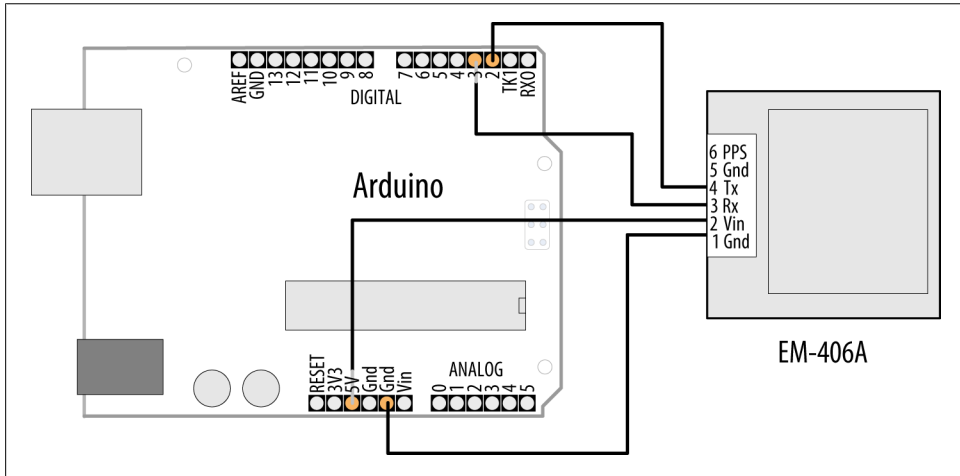 AREF
GND
13
12
11
10
9
8
7
6
5
4
3
2
TK1
RX0
DIGITAL
Arduino
6 PPS
5 Gnd
4 Tx
3 Rx
2 Vin
1 Gnd
EM-406A
RESET
3V3
5V
Gnd
Gnd
Vin
ANALOG
0
1
2
3
4
5